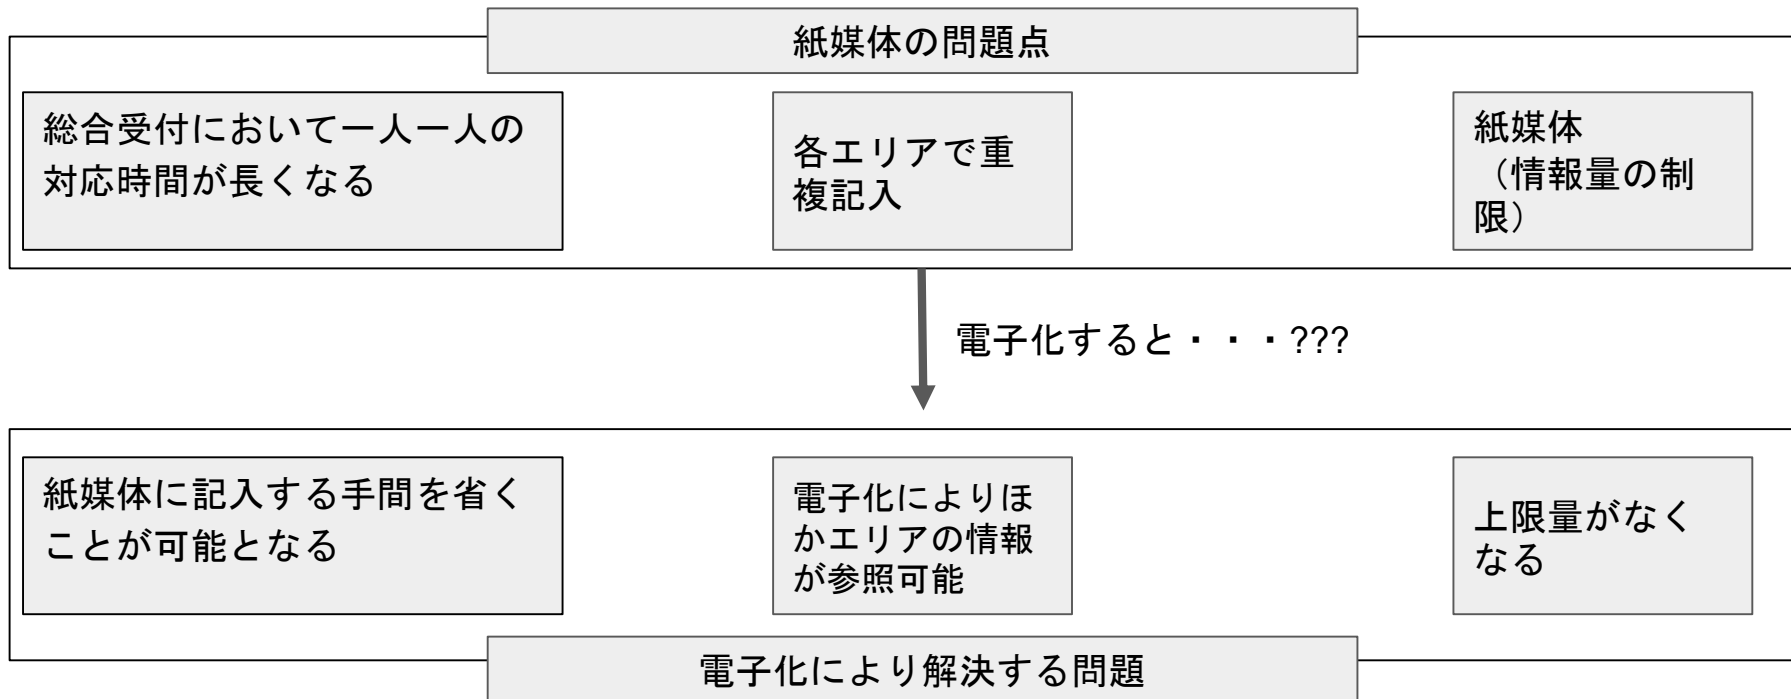 紙媒体の問題点
総合受付において一人一人の
対応時間が長くなる
各エリアで重
複記入
紙媒体
（情報量の制
限）
電子化すると・・・???
紙媒体に記入する手間を省く
ことが可能となる
電子化によりほ
かエリアの情報
が参照可能
上限量がなく
なる
電子化により解決する問題